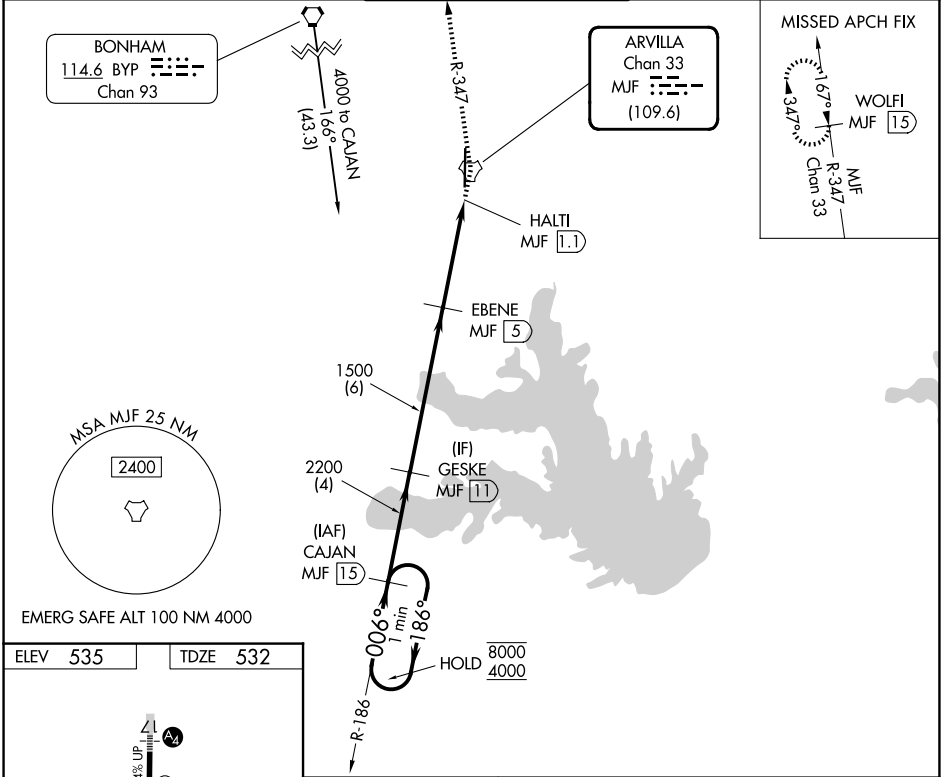 BONHAM
114.6 BYP
Chan 93
4000 to CAJAN
166°
(43.3)
R-347
ARVILLA
Chan 33
MJF
(109.6)
MISSED APCH FIX
167°
347°
WOLFI
MJF 15
MJF
R-347
Chan 33
HALTI
MJF 1.1
EBENE
MJF 5
1500
(6)
MSA MJF 25 NM
2400
(IF)
GESKE
MJF 11
2200
(4)
(IAF)
CAJAN
MJF 15
006°
1 min
186°
HOLD
8000
4000
R-186
EMERG SAFE ALT 100 NM 4000
ELEV 535
TDZE 532
17
A4
% UP